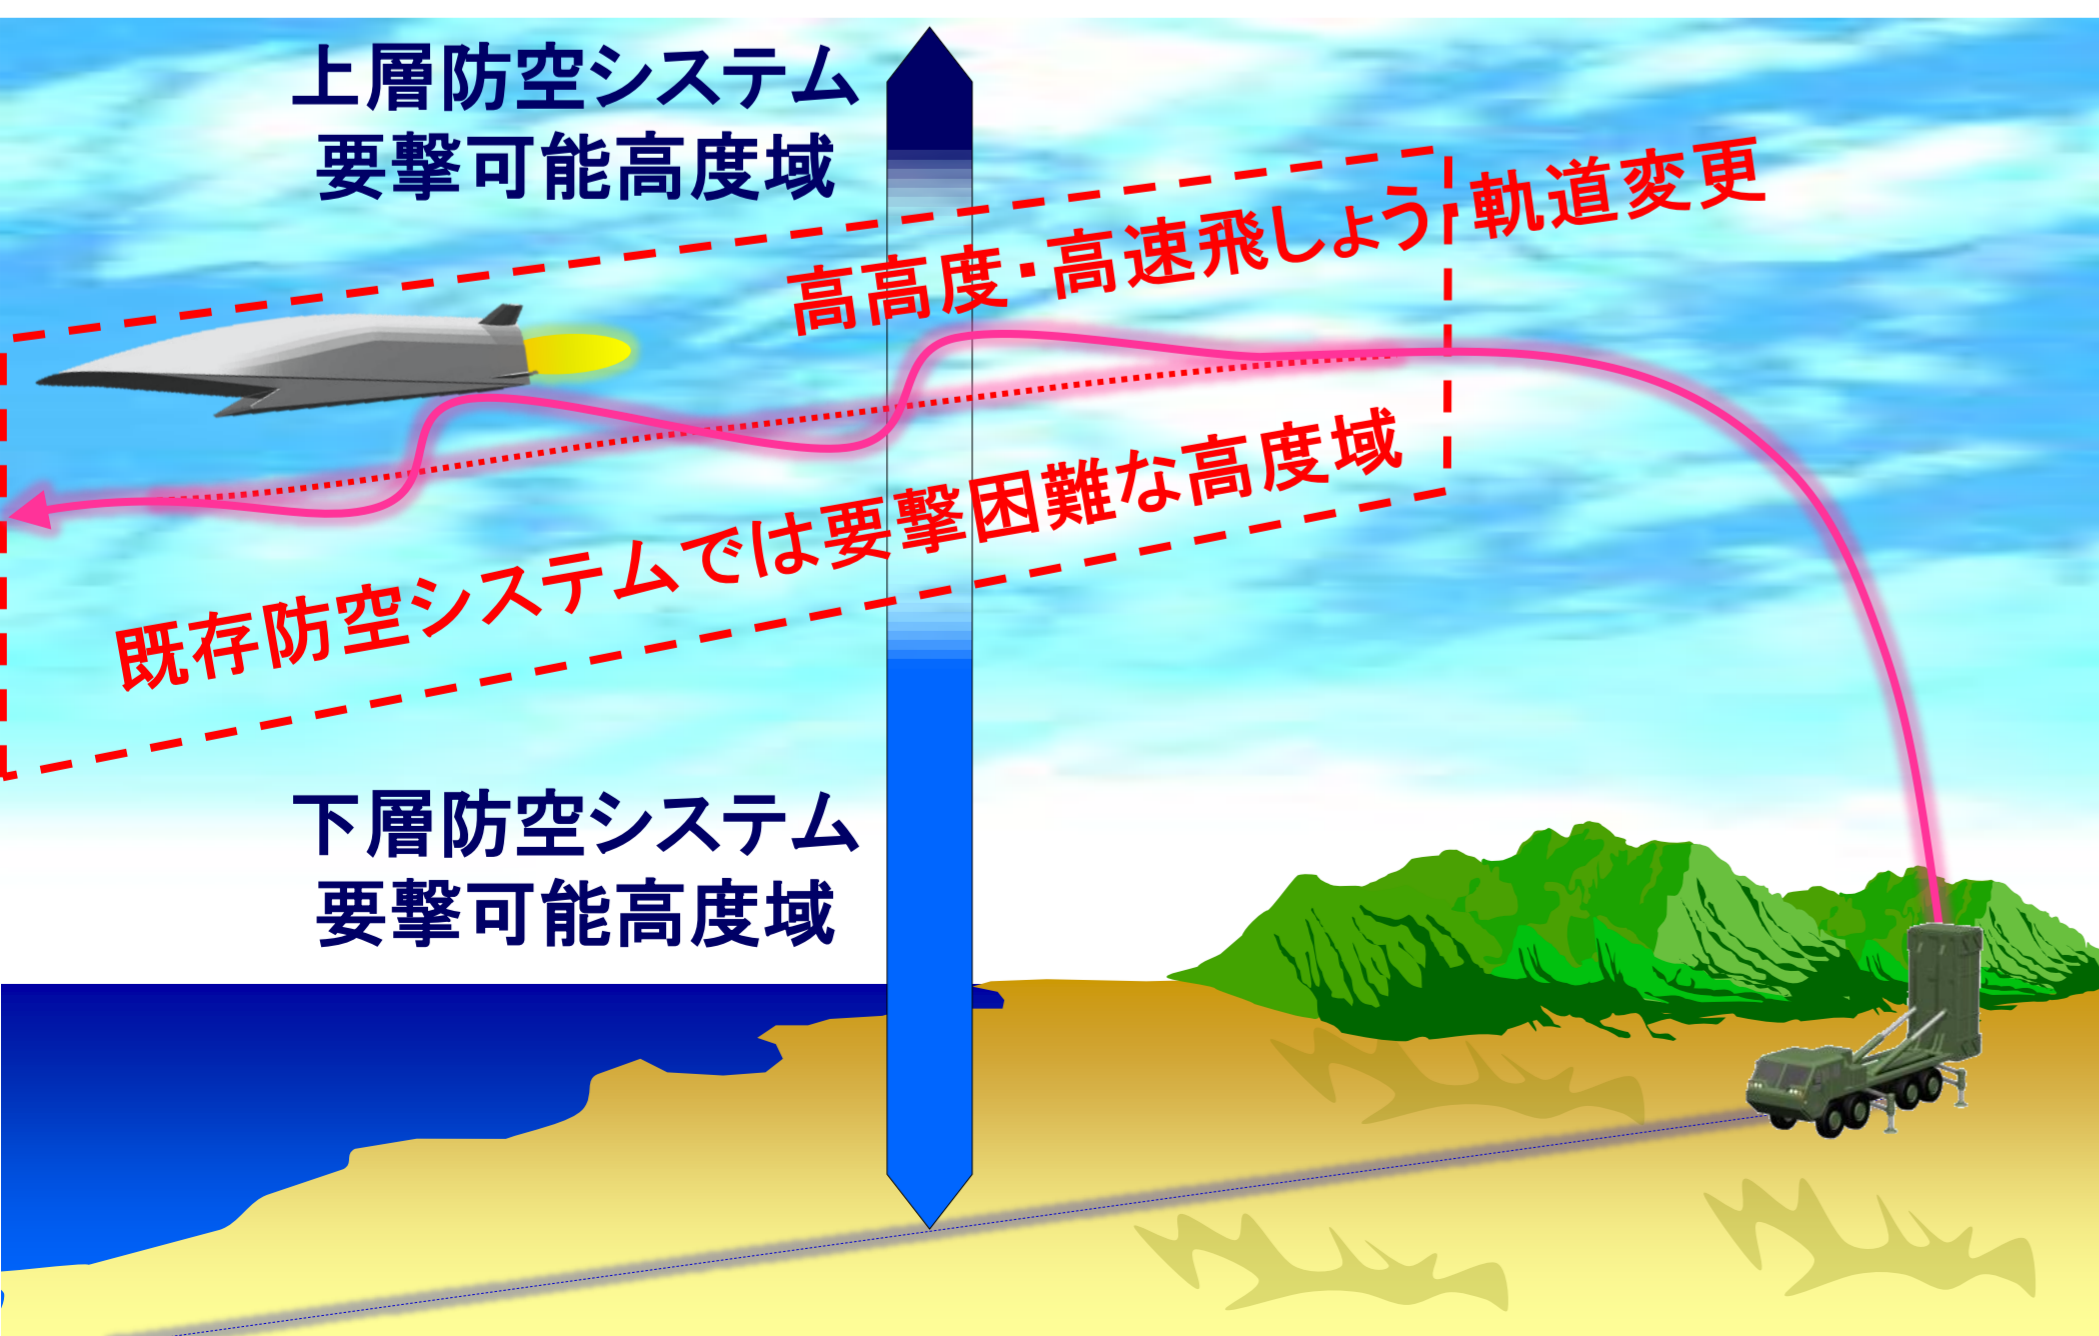 上層防空システム
要撃可能高度域
高高度・高速飛しょう・軌道変更
既存防空システムでは要撃困難な高度域
下層防空システム
要撃可能高度域